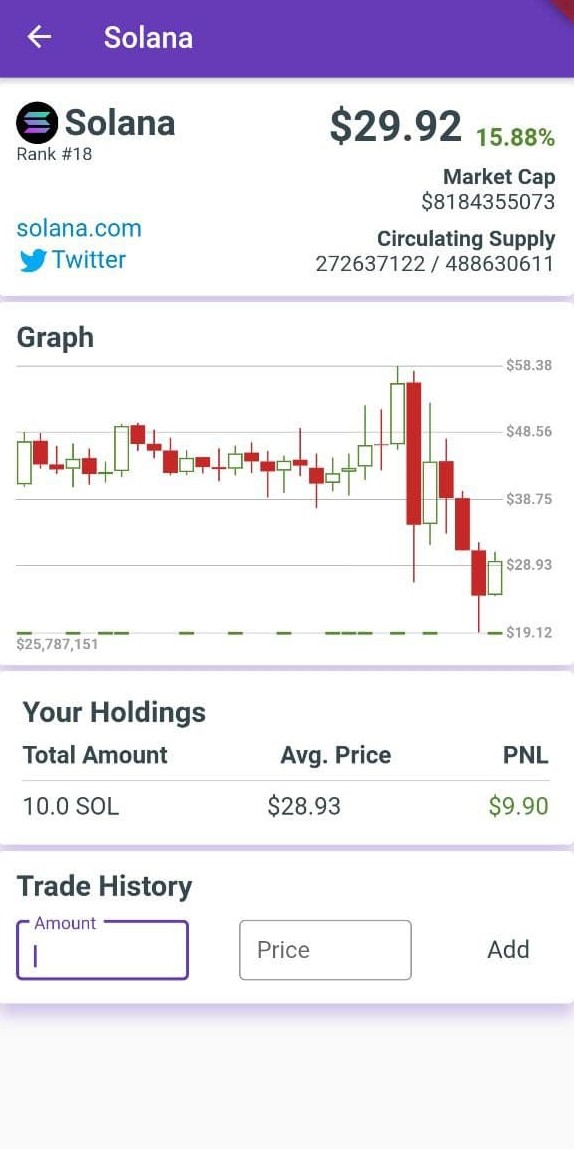 Solana
Solana
Rank #18
$29.92 15.88%
Market Cap
$8184355073
solana.com
Twitter
Circulating Supply
272637122 / 488630611
Graph
$58.38
$48.56
$38.75
$28.93
$19.12
$25,787,151
Your Holdings
Total Amount Avg. Price PNL
10.0 SOL $28.93 $9.90
Trade History
Amount
Price Add